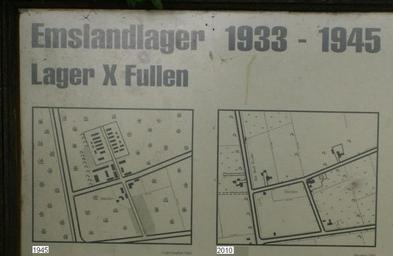 Emslandlager 1933 - 1945
Lager X Fullen
1945
2010